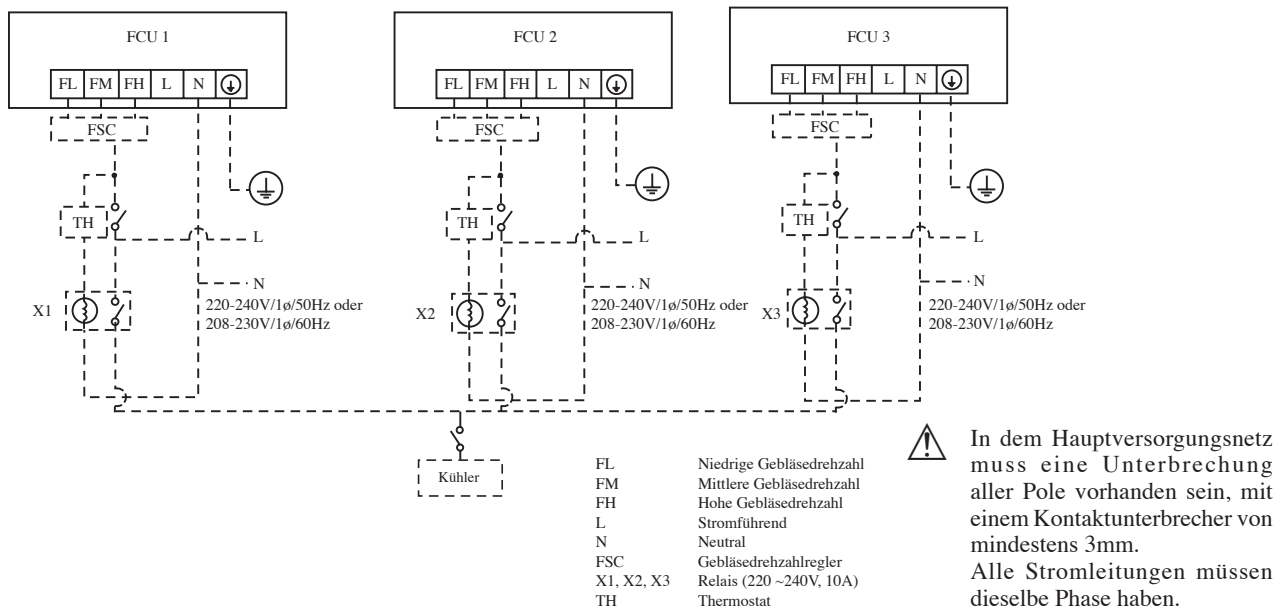 FCU 1
FL FM FH L N
FSC
TH
L
N
X1
220-240V/1ø/50Hz oder
208-230V/1ø/60Hz
FCU 2
FL FM FH L N
FSC
TH
L
N
X2
220-240V/1ø/50Hz oder
208-230V/1ø/60Hz
FCU 3
FL FM FH L N
FSC
TH
L
N
X3
220-240V/1ø/50Hz oder
208-230V/1ø/60Hz
Kühler
FL Niedrige Gebläsedrehzahl
FM Mittlere Gebläsedrehzahl
FH Hohe Gebläsedrehzahl
L Stromführend
N Neutral
FSC Gebläsedrehzahlregler
X1, X2, X3 Relais (220 ~240V, 10A)
TH Thermostat
In dem Hauptversorgungsnetz
muss eine Unterbrechung
aller Pole vorhanden sein, mit
einem Kontaktunterbrecher von
mindestens 3mm.
Alle Stromleitungen müssen
dieselbe Phase haben.